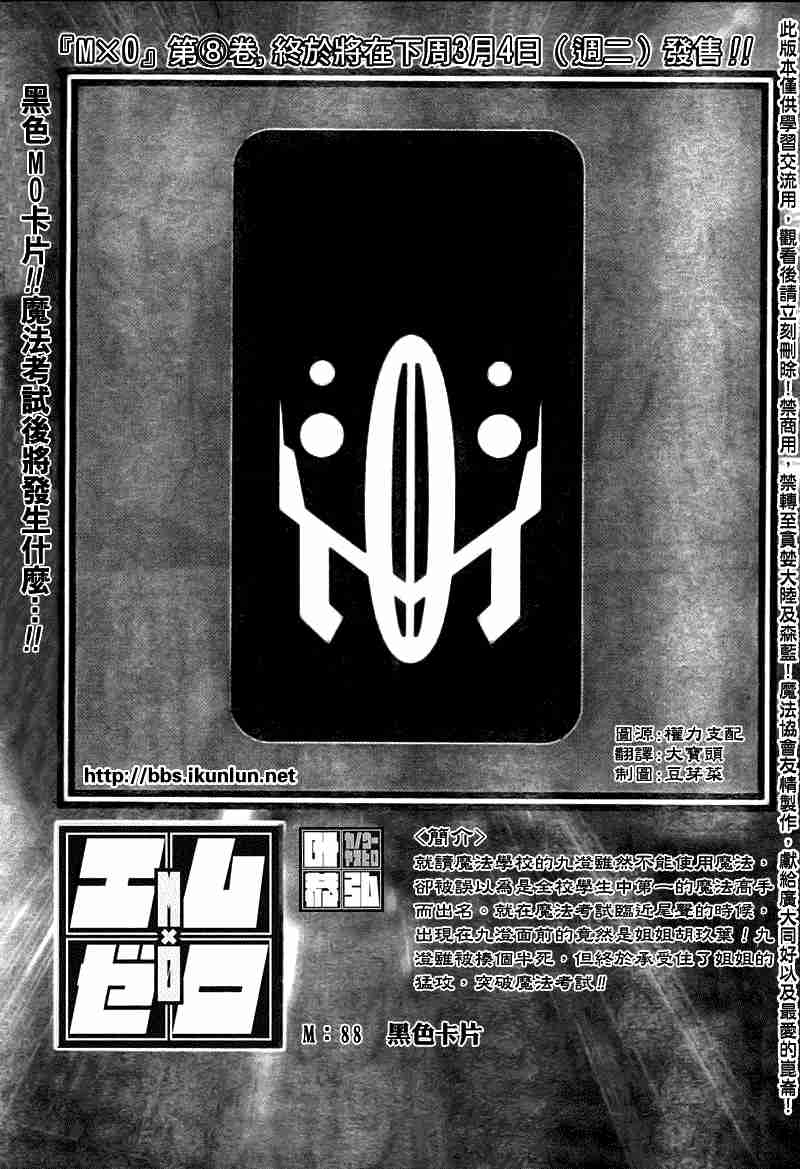 『M×0』第⑧卷,終於將在下周3月4日（週二）發售!!
此版本僅供學習交流用，觀看後請立刻刪除！禁商用，禁轉至貪婪大陸及森藍！魔法協會友情製作，獻給廣大同好以及最愛的崑崙！
黑色M0卡片!!魔法考試後將發生什麼…!!
圖源:權力支配
翻譯:大寶頭
制圖:豆芽菜
http://bbs.ikunlun.net
エム
M×0
ゼロ
叶
恭弘
カノウ
ヤスヒロ
<簡介>
就讀魔法學校的九澄雖然不能使用魔法，
卻被誤以為是全校學生中第一的魔法高手
而出名。就在魔法考試臨近尾聲的時候，
出現在九澄面前的竟然是姐姐胡玖葉！九
澄雖被揍個半死，但終於承受住了姐姐的
猛攻，突破魔法考試!!
M：88 黑色卡片